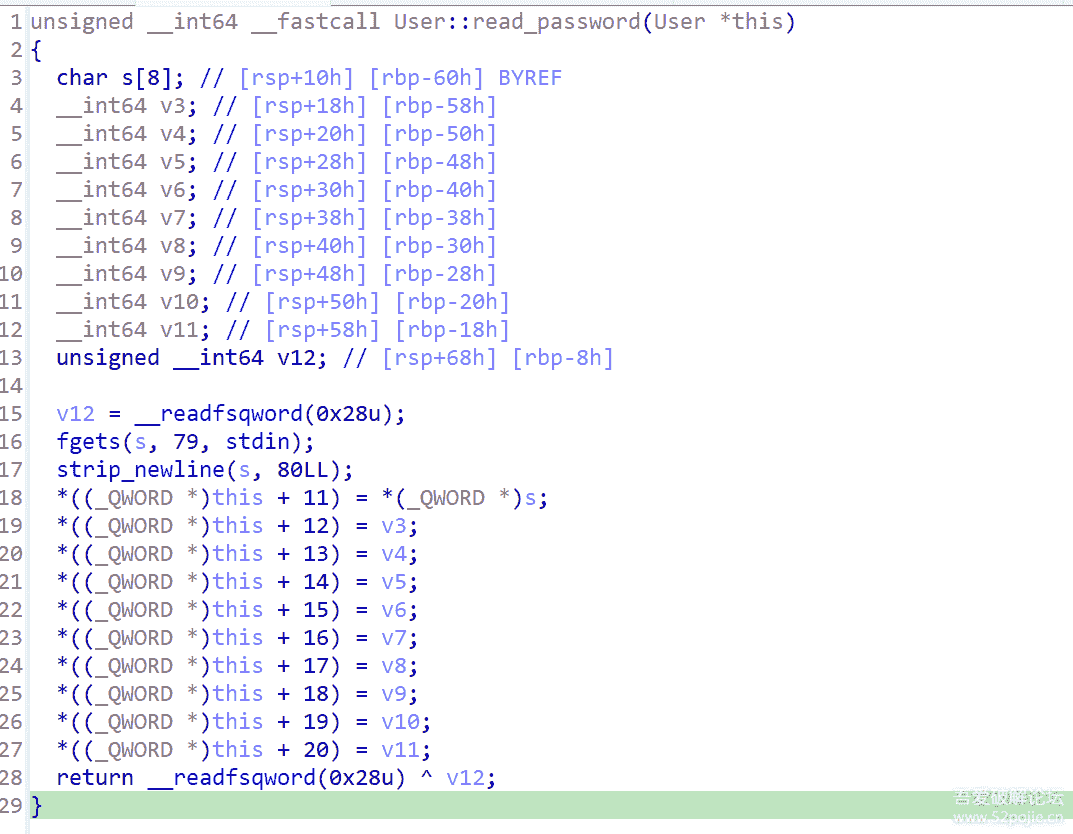 1 unsigned __int64 __fastcall User::read_password(User *this)
2 {
3 char s[8]; // [rsp+10h] [rbp-60h] BYREF
4 __int64 v3; // [rsp+18h] [rbp-58h]
5 __int64 v4; // [rsp+20h] [rbp-50h]
6 __int64 v5; // [rsp+28h] [rbp-48h]
7 __int64 v6; // [rsp+30h] [rbp-40h]
8 __int64 v7; // [rsp+38h] [rbp-38h]
9 __int64 v8; // [rsp+40h] [rbp-30h]
10 __int64 v9; // [rsp+48h] [rbp-28h]
11 __int64 v10; // [rsp+50h] [rbp-20h]
12 __int64 v11; // [rsp+58h] [rbp-18h]
13 unsigned __int64 v12; // [rsp+68h] [rbp-8h]
14
15 v12 = __readfsqword(0x28u);
16 fgets(s, 79, stdin);
17 strip_newline(s, 80LL);
18 *((_QWORD *)this + 11) = *(_QWORD *)s;
19 *((_QWORD *)this + 12) = v3;
20 *((_QWORD *)this + 13) = v4;
21 *((_QWORD *)this + 14) = v5;
22 *((_QWORD *)this + 15) = v6;
23 *((_QWORD *)this + 16) = v7;
24 *((_QWORD *)this + 17) = v8;
25 *((_QWORD *)this + 18) = v9;
26 *((_QWORD *)this + 19) = v10;
27 *((_QWORD *)this + 20) = v11;
28 return __readfsqword(0x28u) ^ v12;
29 }
吾爱破解论坛
www.52pojie.cn